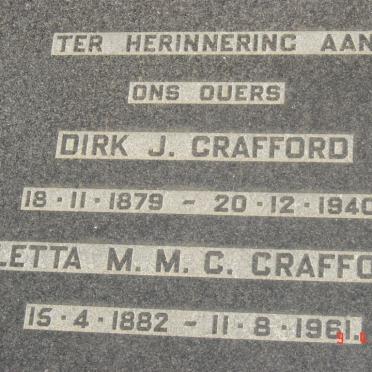 TER HERINNERING AAN
ONS OUERS
DIRK J. CRAFFORD
18·11·1879 - 20·12·1940
LETTA M. M. C. CRAFFO
15·4·1882 - 11·8·1961.